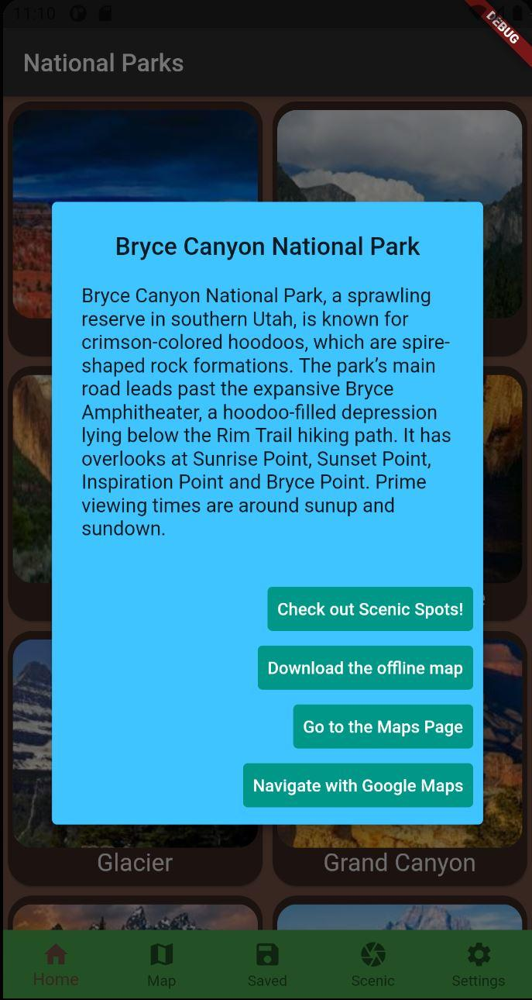 11:10
DEBUG
National Parks
Bryce Canyon National Park
Bryce Canyon National Park, a sprawling
reserve in southern Utah, is known for
crimson-colored hoodoos, which are spire-
shaped rock formations. The park’s main
road leads past the expansive Bryce
Amphitheater, a hoodoo-filled depression
lying below the Rim Trail hiking path. It has
overlooks at Sunrise Point, Sunset Point,
Inspiration Point and Bryce Point. Prime
viewing times are around sunup and
sundown.
Check out Scenic Spots!
Download the offline map
Go to the Maps Page
Navigate with Google Maps
Glacier
Grand Canyon
Home
Map
Saved
Scenic
Settings